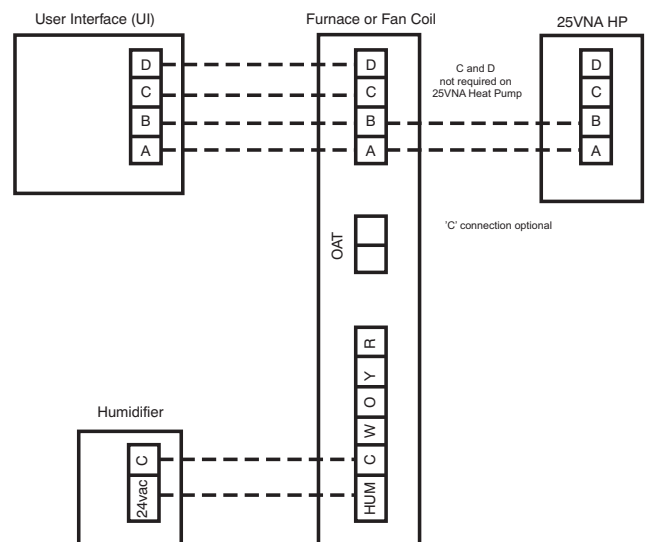 User Interface (UI)
D
C
B
A
Furnace or Fan Coil
D
C
B
A
C and D
not required on
25VNA Heat Pump
25VNA HP
D
C
B
A
'C' connection optional
OAT
R
Y
O
W
C
HUM
Humidifier
C
24vac